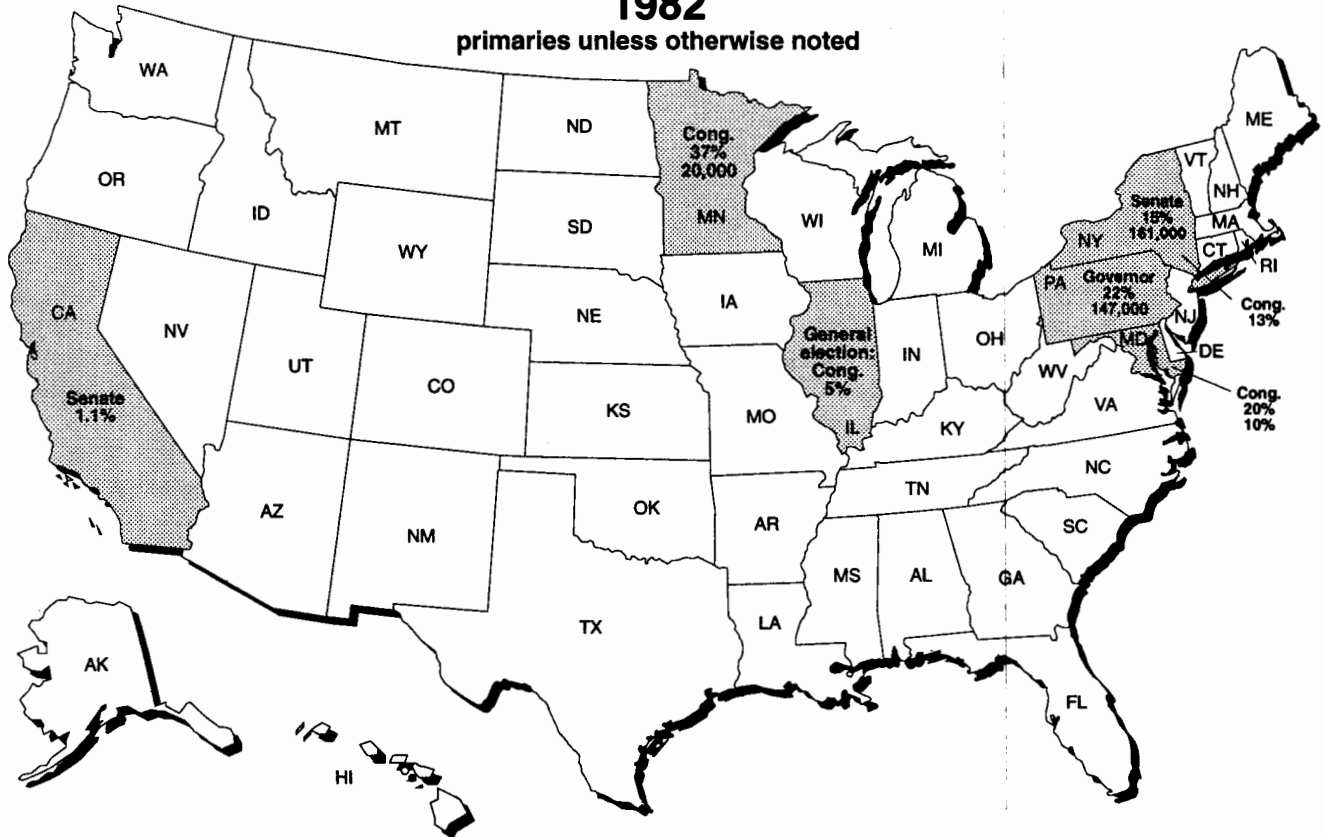 1982
primaries unless otherwise noted
WA
OR
CA
Senate
1.1%
ID
NV
MT
WY
UT
AZ
CO
NM
ND
SD
NE
KS
OK
TX
Cong.
37%
20,000
MN
IA
MO
AR
LA
WI
General
election:
Cong.
5%
IL
MI
IN
OH
KY
TN
MS
AL
GA
FL
SC
NC
VA
WV
PA
Governor
22%
147,000
NY
Senate
15%
161,000
Cong.
13%
MD
Cong.
20%
10%
DE
NJ
CT
RI
MA
VT
NH
ME
AK
HI